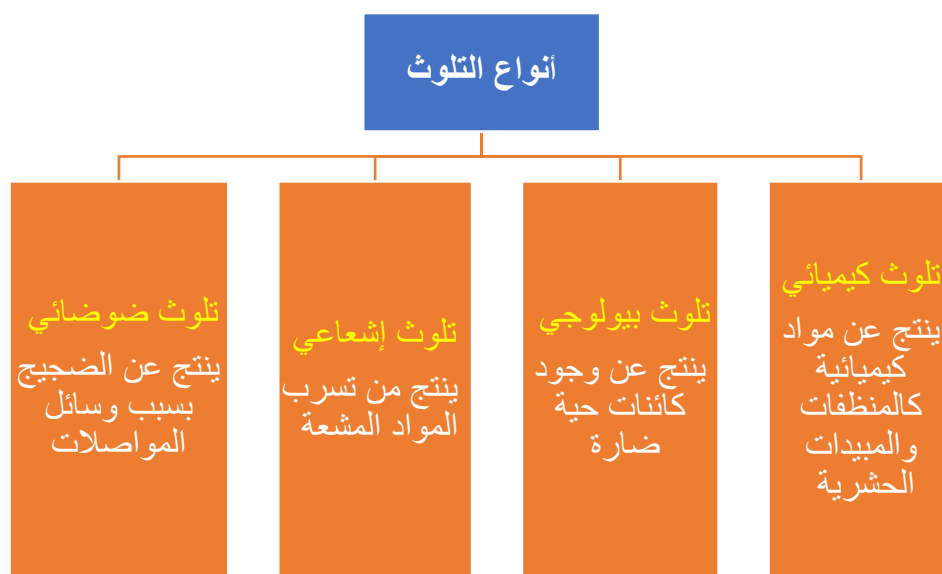 أنواع التلوث
تلوث كيميائي
ينتج عن مواد
كيميائية
كالمنظفات
والمبيدات
الحشرية
تلوث بيولوجي
ينتج عن وجود
كائنات حية
ضارة
تلوث إشعاعي
ينتج من تسرب
المواد المشعة
تلوث ضوضائي
ينتج عن الضجيج
بسبب وسائل
المواصلات